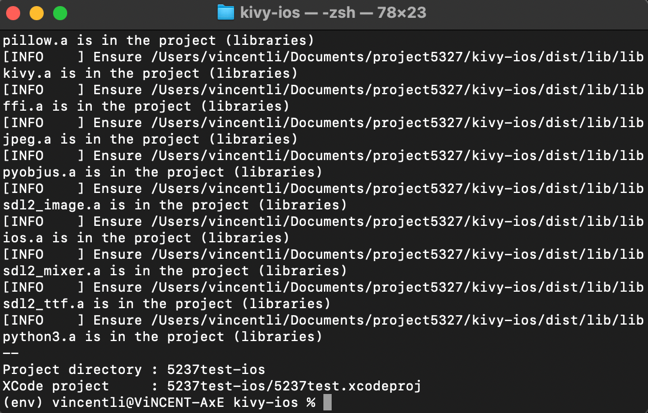 kivy-ios — -zsh — 78×23
pillow.a is in the project (libraries)
[INFO    ] Ensure /Users/vincentli/Documents/project5327/kivy-ios/dist/lib/lib
kivy.a is in the project (libraries)
[INFO    ] Ensure /Users/vincentli/Documents/project5327/kivy-ios/dist/lib/lib
ffi.a is in the project (libraries)
[INFO    ] Ensure /Users/vincentli/Documents/project5327/kivy-ios/dist/lib/lib
jpeg.a is in the project (libraries)
[INFO    ] Ensure /Users/vincentli/Documents/project5327/kivy-ios/dist/lib/lib
pyobjus.a is in the project (libraries)
[INFO    ] Ensure /Users/vincentli/Documents/project5327/kivy-ios/dist/lib/lib
sdl2_image.a is in the project (libraries)
[INFO    ] Ensure /Users/vincentli/Documents/project5327/kivy-ios/dist/lib/lib
ios.a is in the project (libraries)
[INFO    ] Ensure /Users/vincentli/Documents/project5327/kivy-ios/dist/lib/lib
sdl2_mixer.a is in the project (libraries)
[INFO    ] Ensure /Users/vincentli/Documents/project5327/kivy-ios/dist/lib/lib
sdl2_ttf.a is in the project (libraries)
[INFO    ] Ensure /Users/vincentli/Documents/project5327/kivy-ios/dist/lib/lib
python3.a is in the project (libraries)
--
Project directory : 5237test-ios
XCode project     : 5237test-ios/5237test.xcodeproj
(env) vincentli@ViNCENT-AxE kivy-ios %